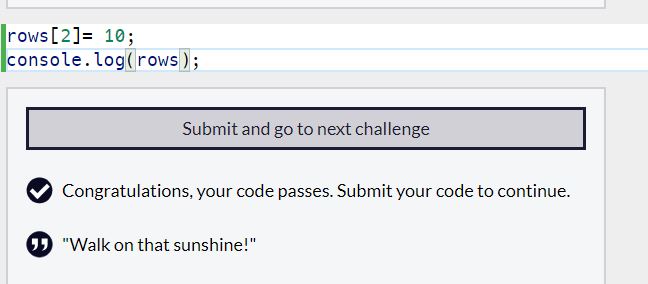 rows[2]= 10;
console.log(rows);
Submit and go to next challenge
Congratulations, your code passes. Submit your code to continue.
"Walk on that sunshine!"